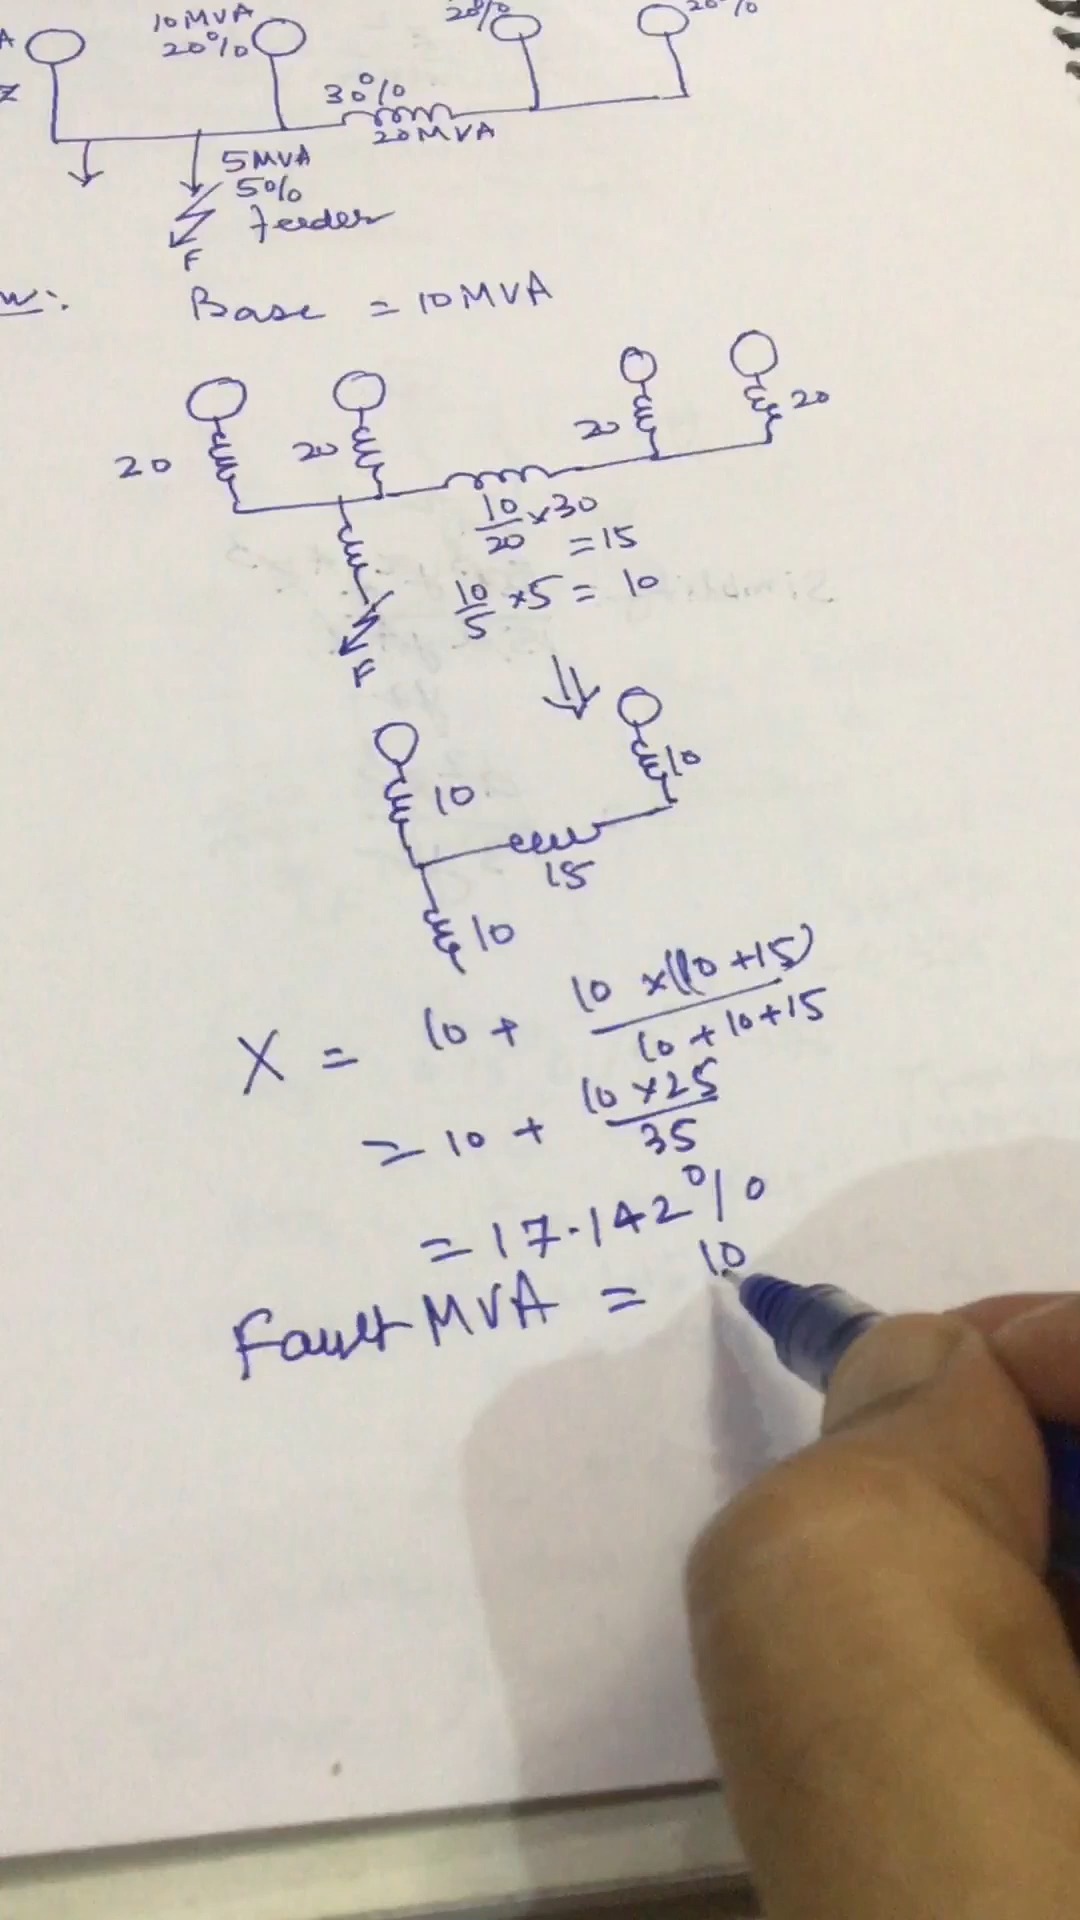 10MVA
20%
20%
20%
30%
20MVA
5MVA
5%
feeder
F
Base = 10MVA
20
20
20
20
10/20 × 30
= 15
10/5 × 5 = 10
F
10
10
15
10
X = 10 + 10 × (10 + 15) / 10 + 10 + 15
= 10 + 10 × 25 / 35
= 17.142%
Fault MVA = 10